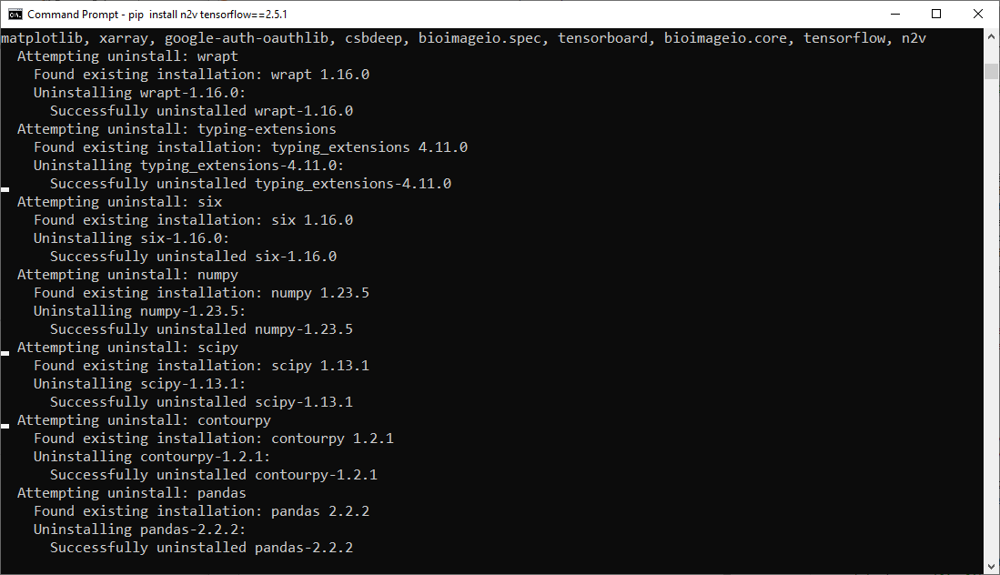 Command Prompt - pip  install n2v tensorflow==2.5.1
matplotlib, xarray, google-auth-oauthlib, csbdeep, bioimageio.spec, tensorboard, bioimageio.core, tensorflow, n2v
  Attempting uninstall: wrapt
    Found existing installation: wrapt 1.16.0
    Uninstalling wrapt-1.16.0:
      Successfully uninstalled wrapt-1.16.0
  Attempting uninstall: typing-extensions
    Found existing installation: typing_extensions 4.11.0
    Uninstalling typing_extensions-4.11.0:
      Successfully uninstalled typing_extensions-4.11.0
  Attempting uninstall: six
    Found existing installation: six 1.16.0
    Uninstalling six-1.16.0:
      Successfully uninstalled six-1.16.0
  Attempting uninstall: numpy
    Found existing installation: numpy 1.23.5
    Uninstalling numpy-1.23.5:
      Successfully uninstalled numpy-1.23.5
  Attempting uninstall: scipy
    Found existing installation: scipy 1.13.1
    Uninstalling scipy-1.13.1:
      Successfully uninstalled scipy-1.13.1
  Attempting uninstall: contourpy
    Found existing installation: contourpy 1.2.1
    Uninstalling contourpy-1.2.1:
      Successfully uninstalled contourpy-1.2.1
  Attempting uninstall: pandas
    Found existing installation: pandas 2.2.2
    Uninstalling pandas-2.2.2:
      Successfully uninstalled pandas-2.2.2